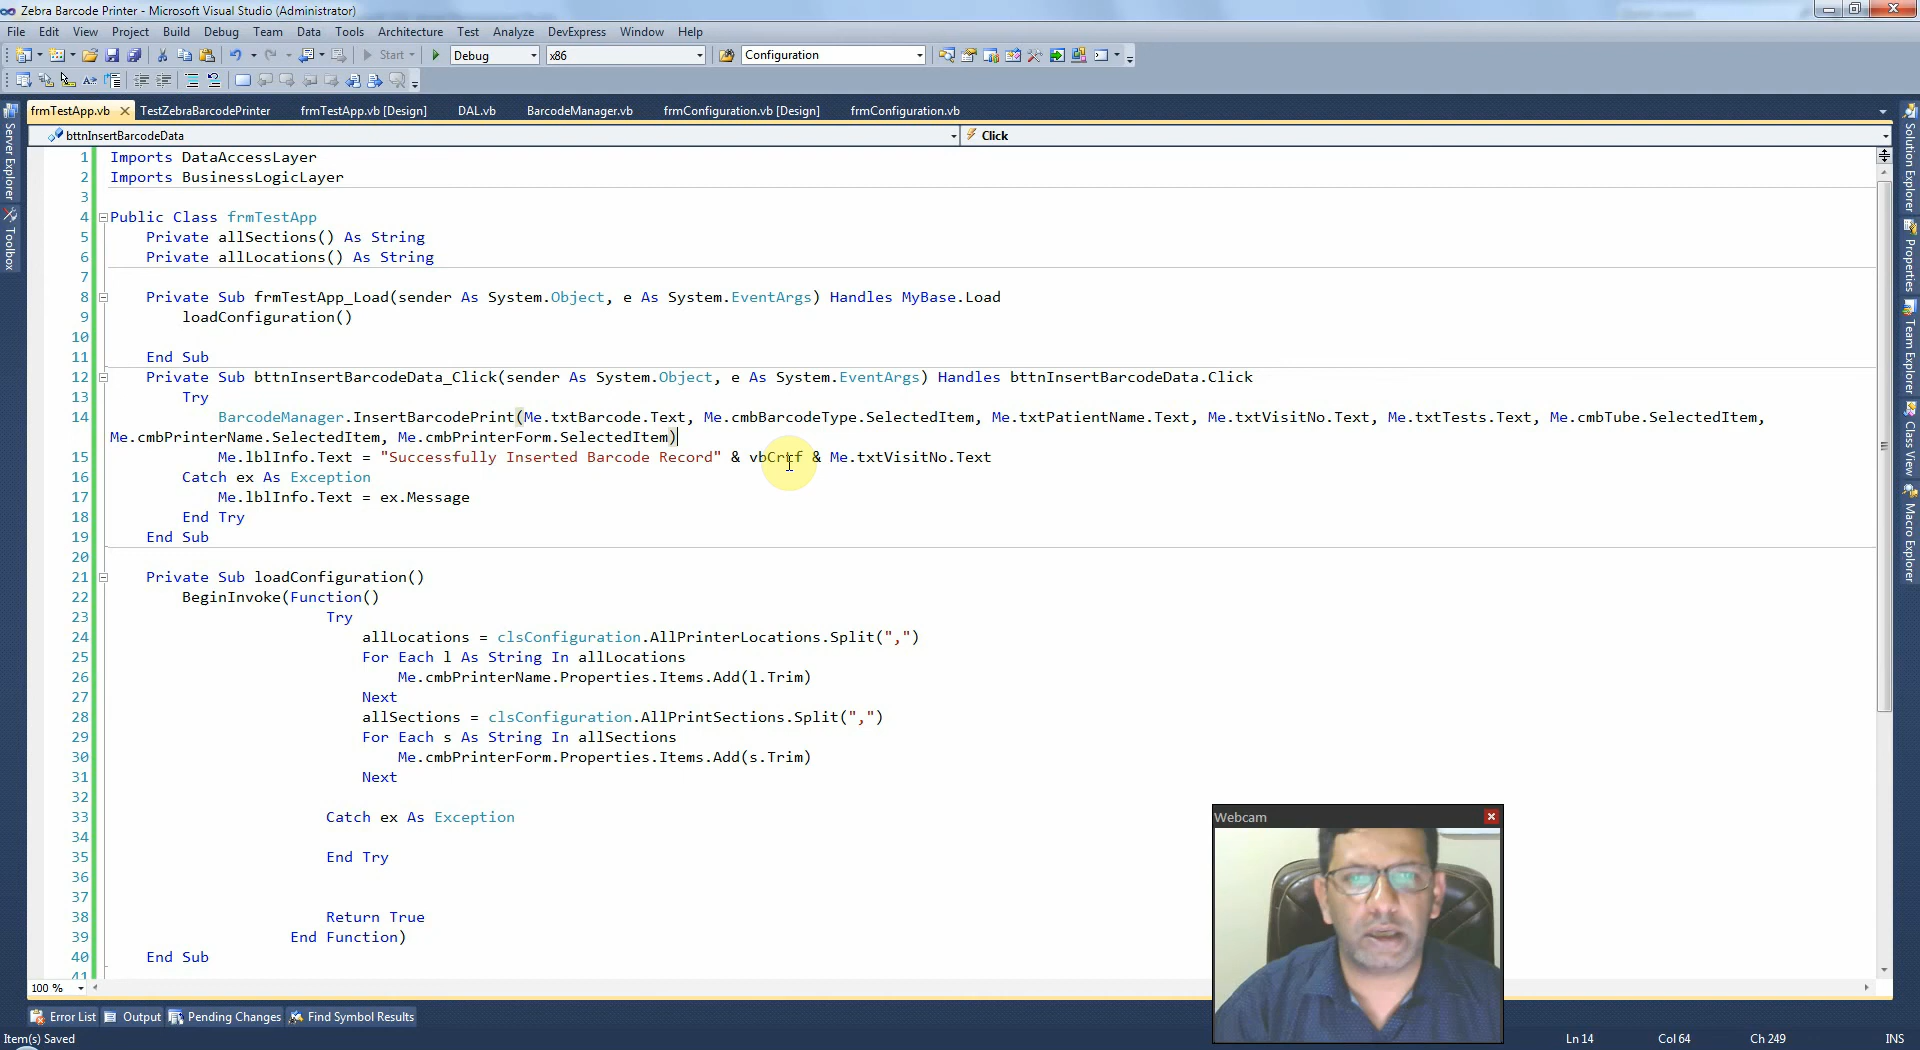 Zebra Barcode Printer - Microsoft Visual Studio (Administrator)
File Edit View Project Build Debug Team Data Tools Test Analyze DevExpress Window Help
Start Debug x86 Configuration
frmTestApp.vb TestZebraBarcodePrinter frmTestApp.vb [Design] DAL.vb BarcodeManager.vb frmConfiguration.vb [Design] frmConfiguration.vb
bttnInsertBarcodeData Click
1 Imports DataAccessLayer
2 Imports BusinessLogicLayer
3
4 Public Class frmTestApp
5 Private allSections() As String
6 Private allLocations() As String
7
8 Private Sub frmTestApp_Load(sender As System.Object, e As System.EventArgs) Handles MyBase.Load
9 loadConfiguration()
10
11 End Sub
12 Private Sub bttnInsertBarcodeData_Click(sender As System.Object, e As System.EventArgs) Handles bttnInsertBarcodeData.Click
13 Try
14 BarcodeManager.InsertBarcodePrint(Me.txtBarcode.Text, Me.cmbBarcodeType.SelectedItem, Me.txtPatientName.Text, Me.txtVisitNo.Text, Me.txtTests.Text, Me.cmbTube.SelectedItem,
Me.cmbPrinterName.SelectedItem, Me.cmbPrinterForm.SelectedItem)
15 Me.lblInfo.Text = "Successfully Inserted Barcode Record" & vbCrLf & Me.txtVisitNo.Text
16 Catch ex As Exception
17 Me.lblInfo.Text = ex.Message
18 End Try
19 End Sub
20
21 Private Sub loadConfiguration()
22 BeginInvoke(Function()
23 Try
24 allLocations = clsConfiguration.AllPrinterLocations.Split(",")
25 For Each l As String In allLocations
26 Me.cmbPrinterName.Properties.Items.Add(l.Trim)
27 Next
28 allSections = clsConfiguration.AllPrintSections.Split(",")
29 For Each s As String In allSections
30 Me.cmbPrinterForm.Properties.Items.Add(s.Trim)
31 Next
32
33 Catch ex As Exception
34
35 End Try
36
37
38 Return True
39 End Function)
40 End Sub
41
Server Explorer
Toolbox
Solution Explorer
Properties
Team Explorer
Class View
Macro Explorer
Webcam
100 %
Error List Output Pending Changes Find Symbol Results
Item(s) Saved Ln 14 Col 64 Ch 249 INS